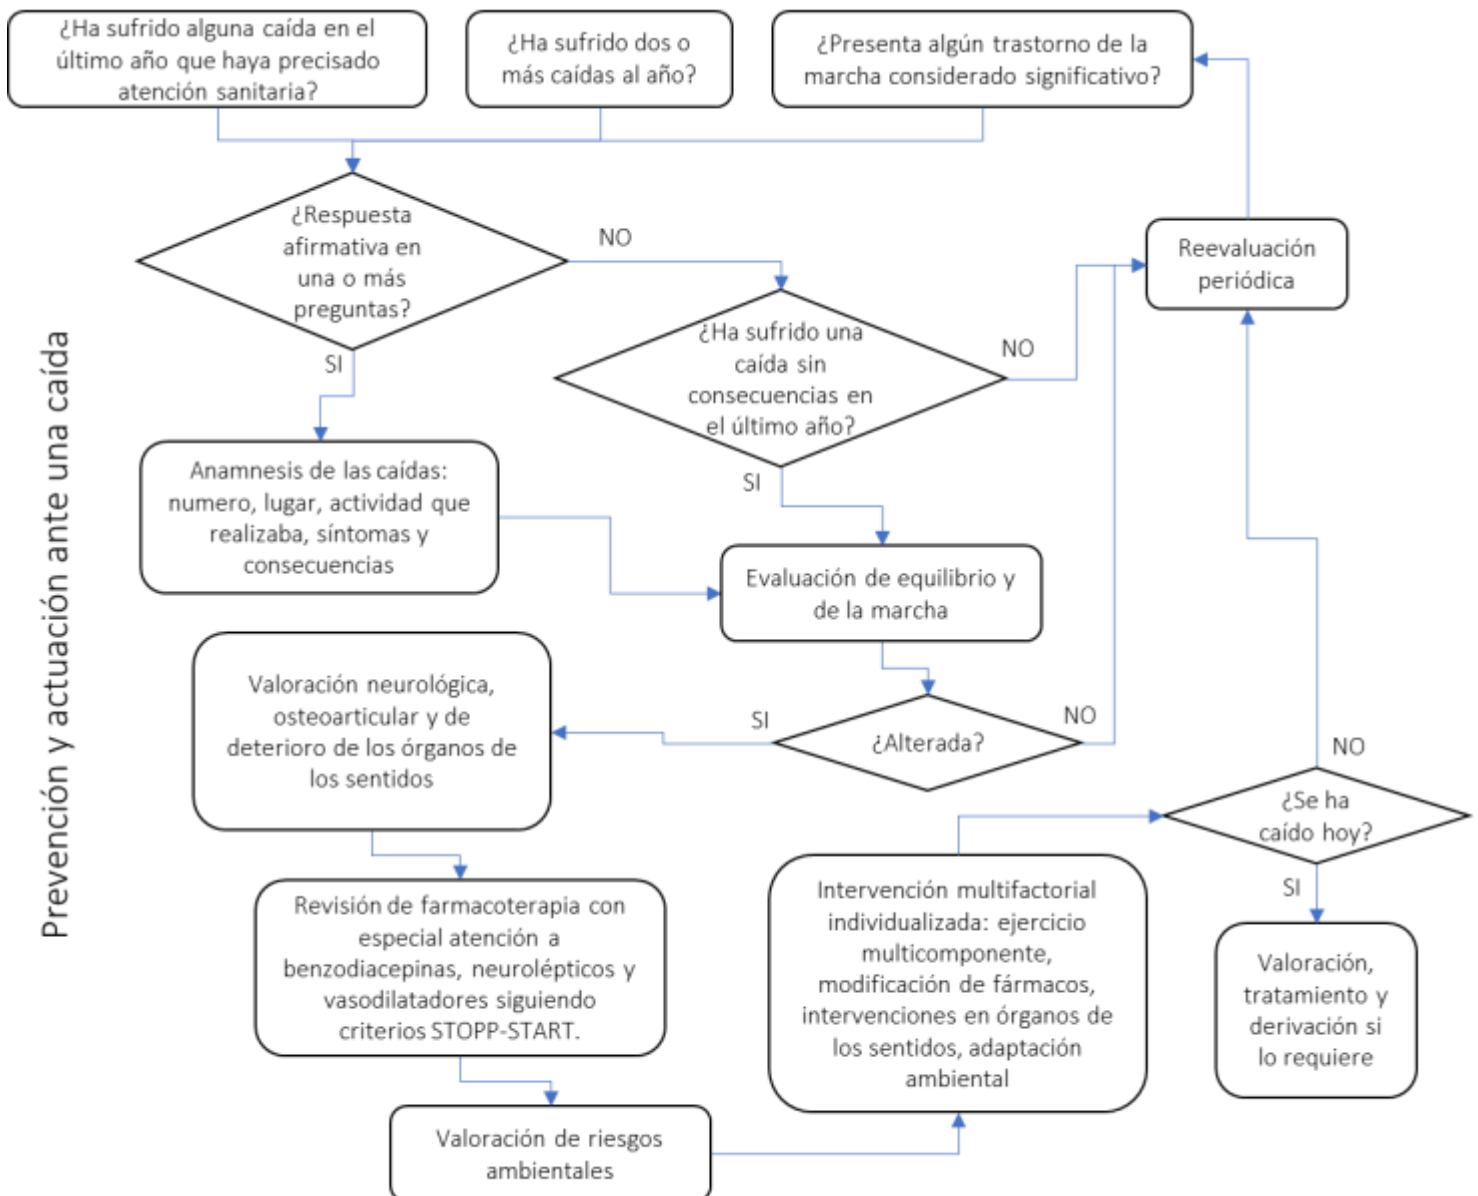 ¿Ha sufrido alguna caída en el
último año que haya precisado
atención sanitaria?
¿Ha sufrido dos o
más caídas al año?
¿Presenta algún trastorno de la
marcha considerado significativo?
¿Respuesta
afirmativa en
una o más
preguntas?
NO
SI
Reevaluación
periódica
¿Ha sufrido una
caída sin
consecuencias en
el último año?
NO
SI
Prevención y actuación ante una caída
Anamnesis de las caídas:
numero, lugar, actividad que
realizaba, síntomas y
consecuencias
Evaluación de equilibrio y
de la marcha
¿Alterada?
SI
NO
Valoración neurológica,
osteoarticular y de
deterioro de los órganos de
los sentidos
Revisión de farmacoterapia con
especial atención a
benzodiacepinas, neurolépticos y
vasodilatadores siguiendo
criterios STOPP-START.
Valoración de riesgos
ambientales
Intervención multifactorial
individualizada: ejercicio
multicomponente,
modificación de fármacos,
intervenciones en órganos de
los sentidos, adaptación
ambiental
NO
¿Se ha
caído hoy?
SI
Valoración,
tratamiento y
derivación si
lo requiere